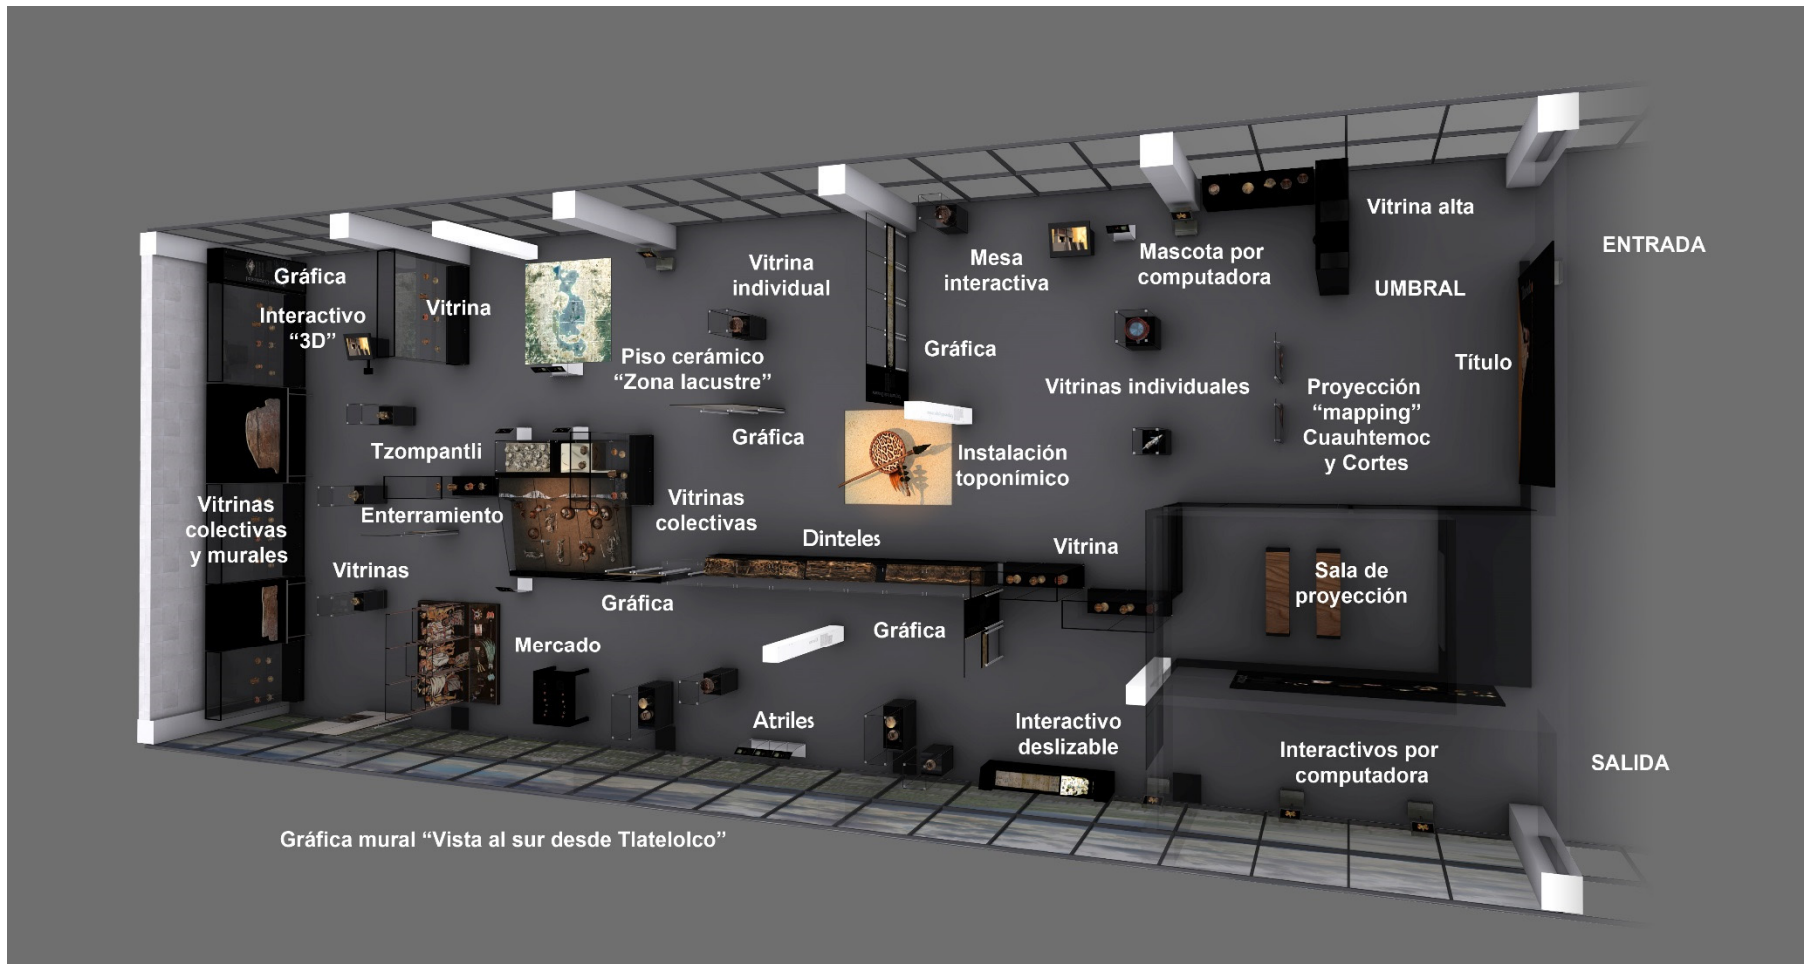 Vitrina alta
ENTRADA
Mascota por
computadora
Mesa
interactiva
UMBRAL
Vitrina
individual
Gráfica
Vitrina
Interactivo
“3D”
Piso cerámico
“Zona lacustre”
Gráfica
Título
Vitrinas individuales
Proyección
“mapping”
Cuauhtemoc
y Cortes
Gráfica
Tzompantli
Instalación
toponímico
Vitrinas
colectivas
y murales
Enterramiento
Vitrinas
colectivas
Dinteles
Vitrina
Vitrinas
Sala de
proyección
Gráfica
Gráfica
Mercado
Atriles
Interactivo
deslizable
Interactivos por
computadora
SALIDA
Gráfica mural “Vista al sur desde Tlatelolco”